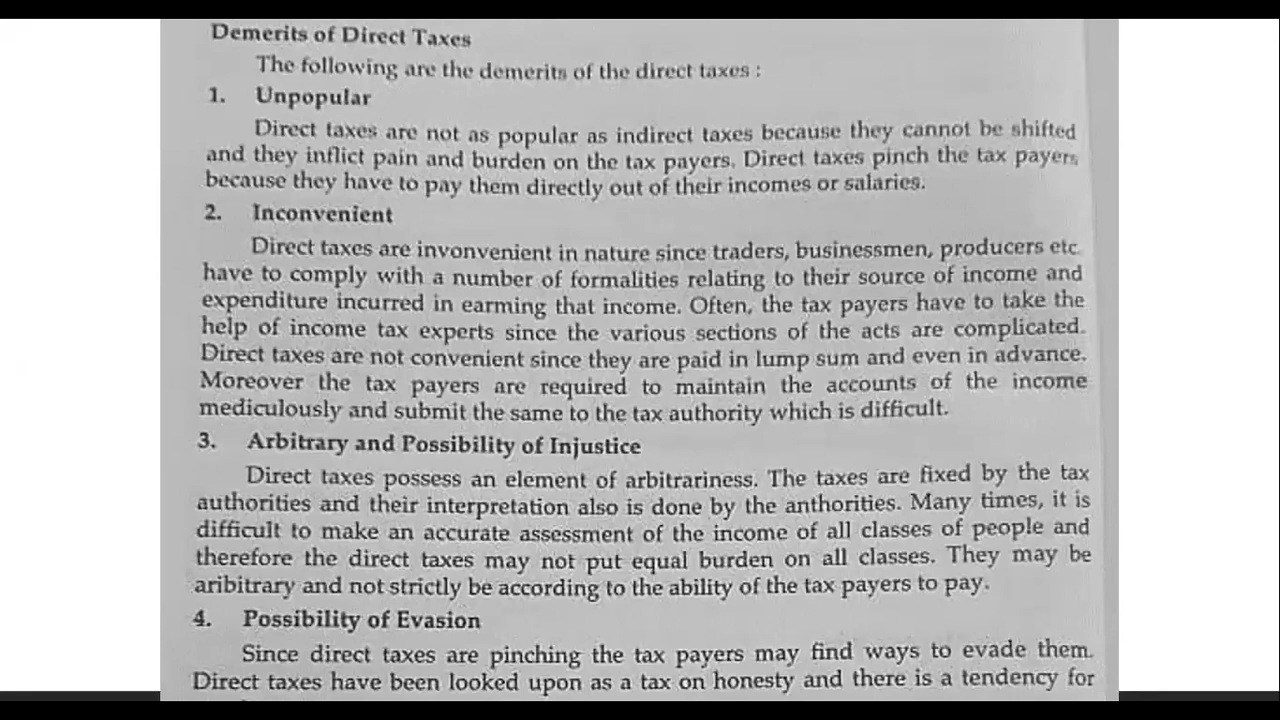 Demerits of Direct Taxes
The following are the demerits of the direct taxes :
1. Unpopular
Direct taxes are not as popular as indirect taxes because they cannot be shifted
and they inflict pain and burden on the tax payers. Direct taxes pinch the tax payers
because they have to pay them directly out of their incomes or salaries.
2. Inconvenient
Direct taxes are invonvenient in nature since traders, businessmen, producers etc.
have to comply with a number of formalities relating to their source of income and
expenditure incurred in earming that income. Often, the tax payers have to take the
help of income tax experts since the various sections of the acts are complicated.
Direct taxes are not convenient since they are paid in lump sum and even in advance.
Moreover the tax payers are required to maintain the accounts of the income
mediculously and submit the same to the tax authority which is difficult.
3. Arbitrary and Possibility of Injustice
Direct taxes possess an element of arbitrariness. The taxes are fixed by the tax
authorities and their interpretation also is done by the anthorities. Many times, it is
difficult to make an accurate assessment of the income of all classes of people and
therefore the direct taxes may not put equal burden on all classes. They may be
aribitrary and not strictly be according to the ability of the tax payers to pay.
4. Possibility of Evasion
Since direct taxes are pinching the tax payers may find ways to evade them.
Direct taxes have been looked upon as a tax on honesty and there is a tendency for